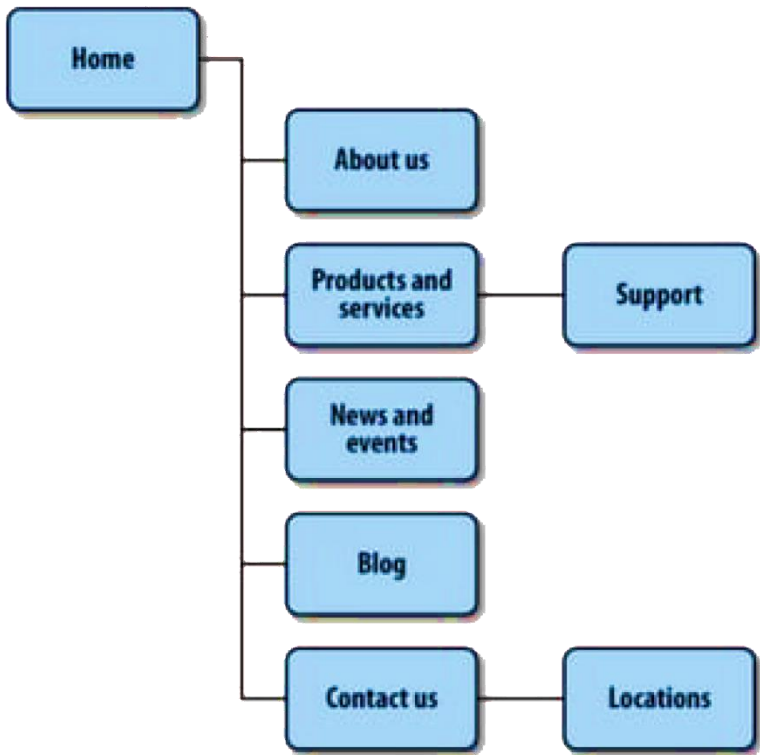 Home
About us
Products and
services
Support
News and
events
Blog
Contact us
Locations